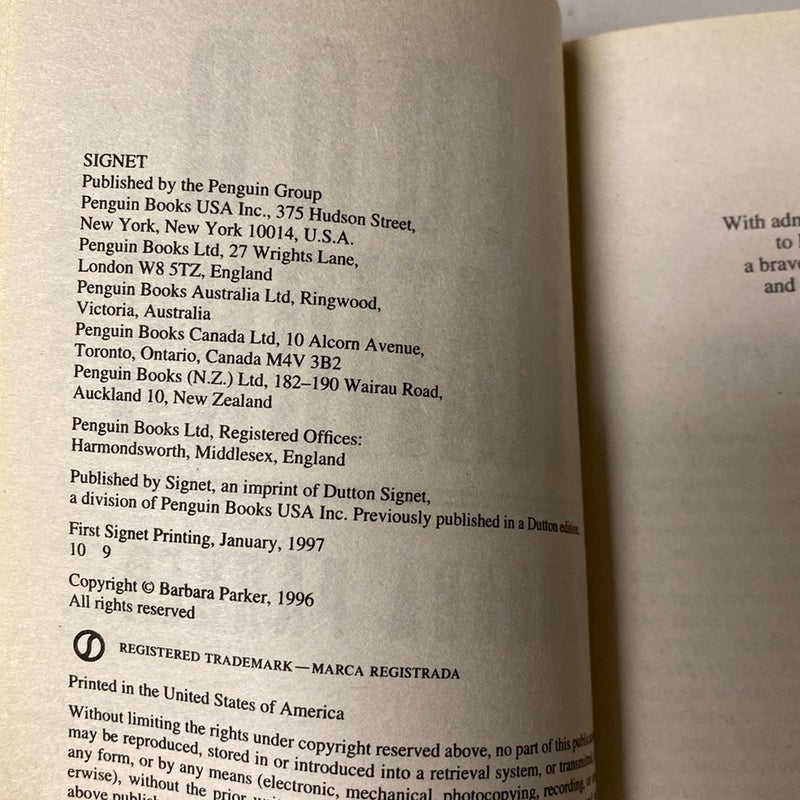 SIGNET
Published by the Penguin Group
Penguin Books USA Inc., 375 Hudson Street,
New York, New York 10014, U.S.A.
Penguin Books Ltd, 27 Wrights Lane,
London W8 5TZ, England
Penguin Books Australia Ltd, Ringwood,
Victoria, Australia
Penguin Books Canada Ltd, 10 Alcorn Avenue,
Toronto, Ontario, Canada M4V 3B2
Penguin Books (N.Z.) Ltd, 182–190 Wairau Road,
Auckland 10, New Zealand
Penguin Books Ltd, Registered Offices:
Harmondsworth, Middlesex, England
Published by Signet, an imprint of Dutton Signet,
a division of Penguin Books USA Inc. Previously published in a Dutton edition.
First Signet Printing, January, 1997
10 9
Copyright © Barbara Parker, 1996
All rights reserved
REGISTERED TRADEMARK—MARCA REGISTRADA
Printed in the United States of America
Without limiting the rights under copyright reserved above, no part of this
may be reproduced, stored in or introduced into a retrieval system, or
any form, or by any means (electronic, mechanical, photocopying, recording,
erwise), without the prior
above
With
to
a
and